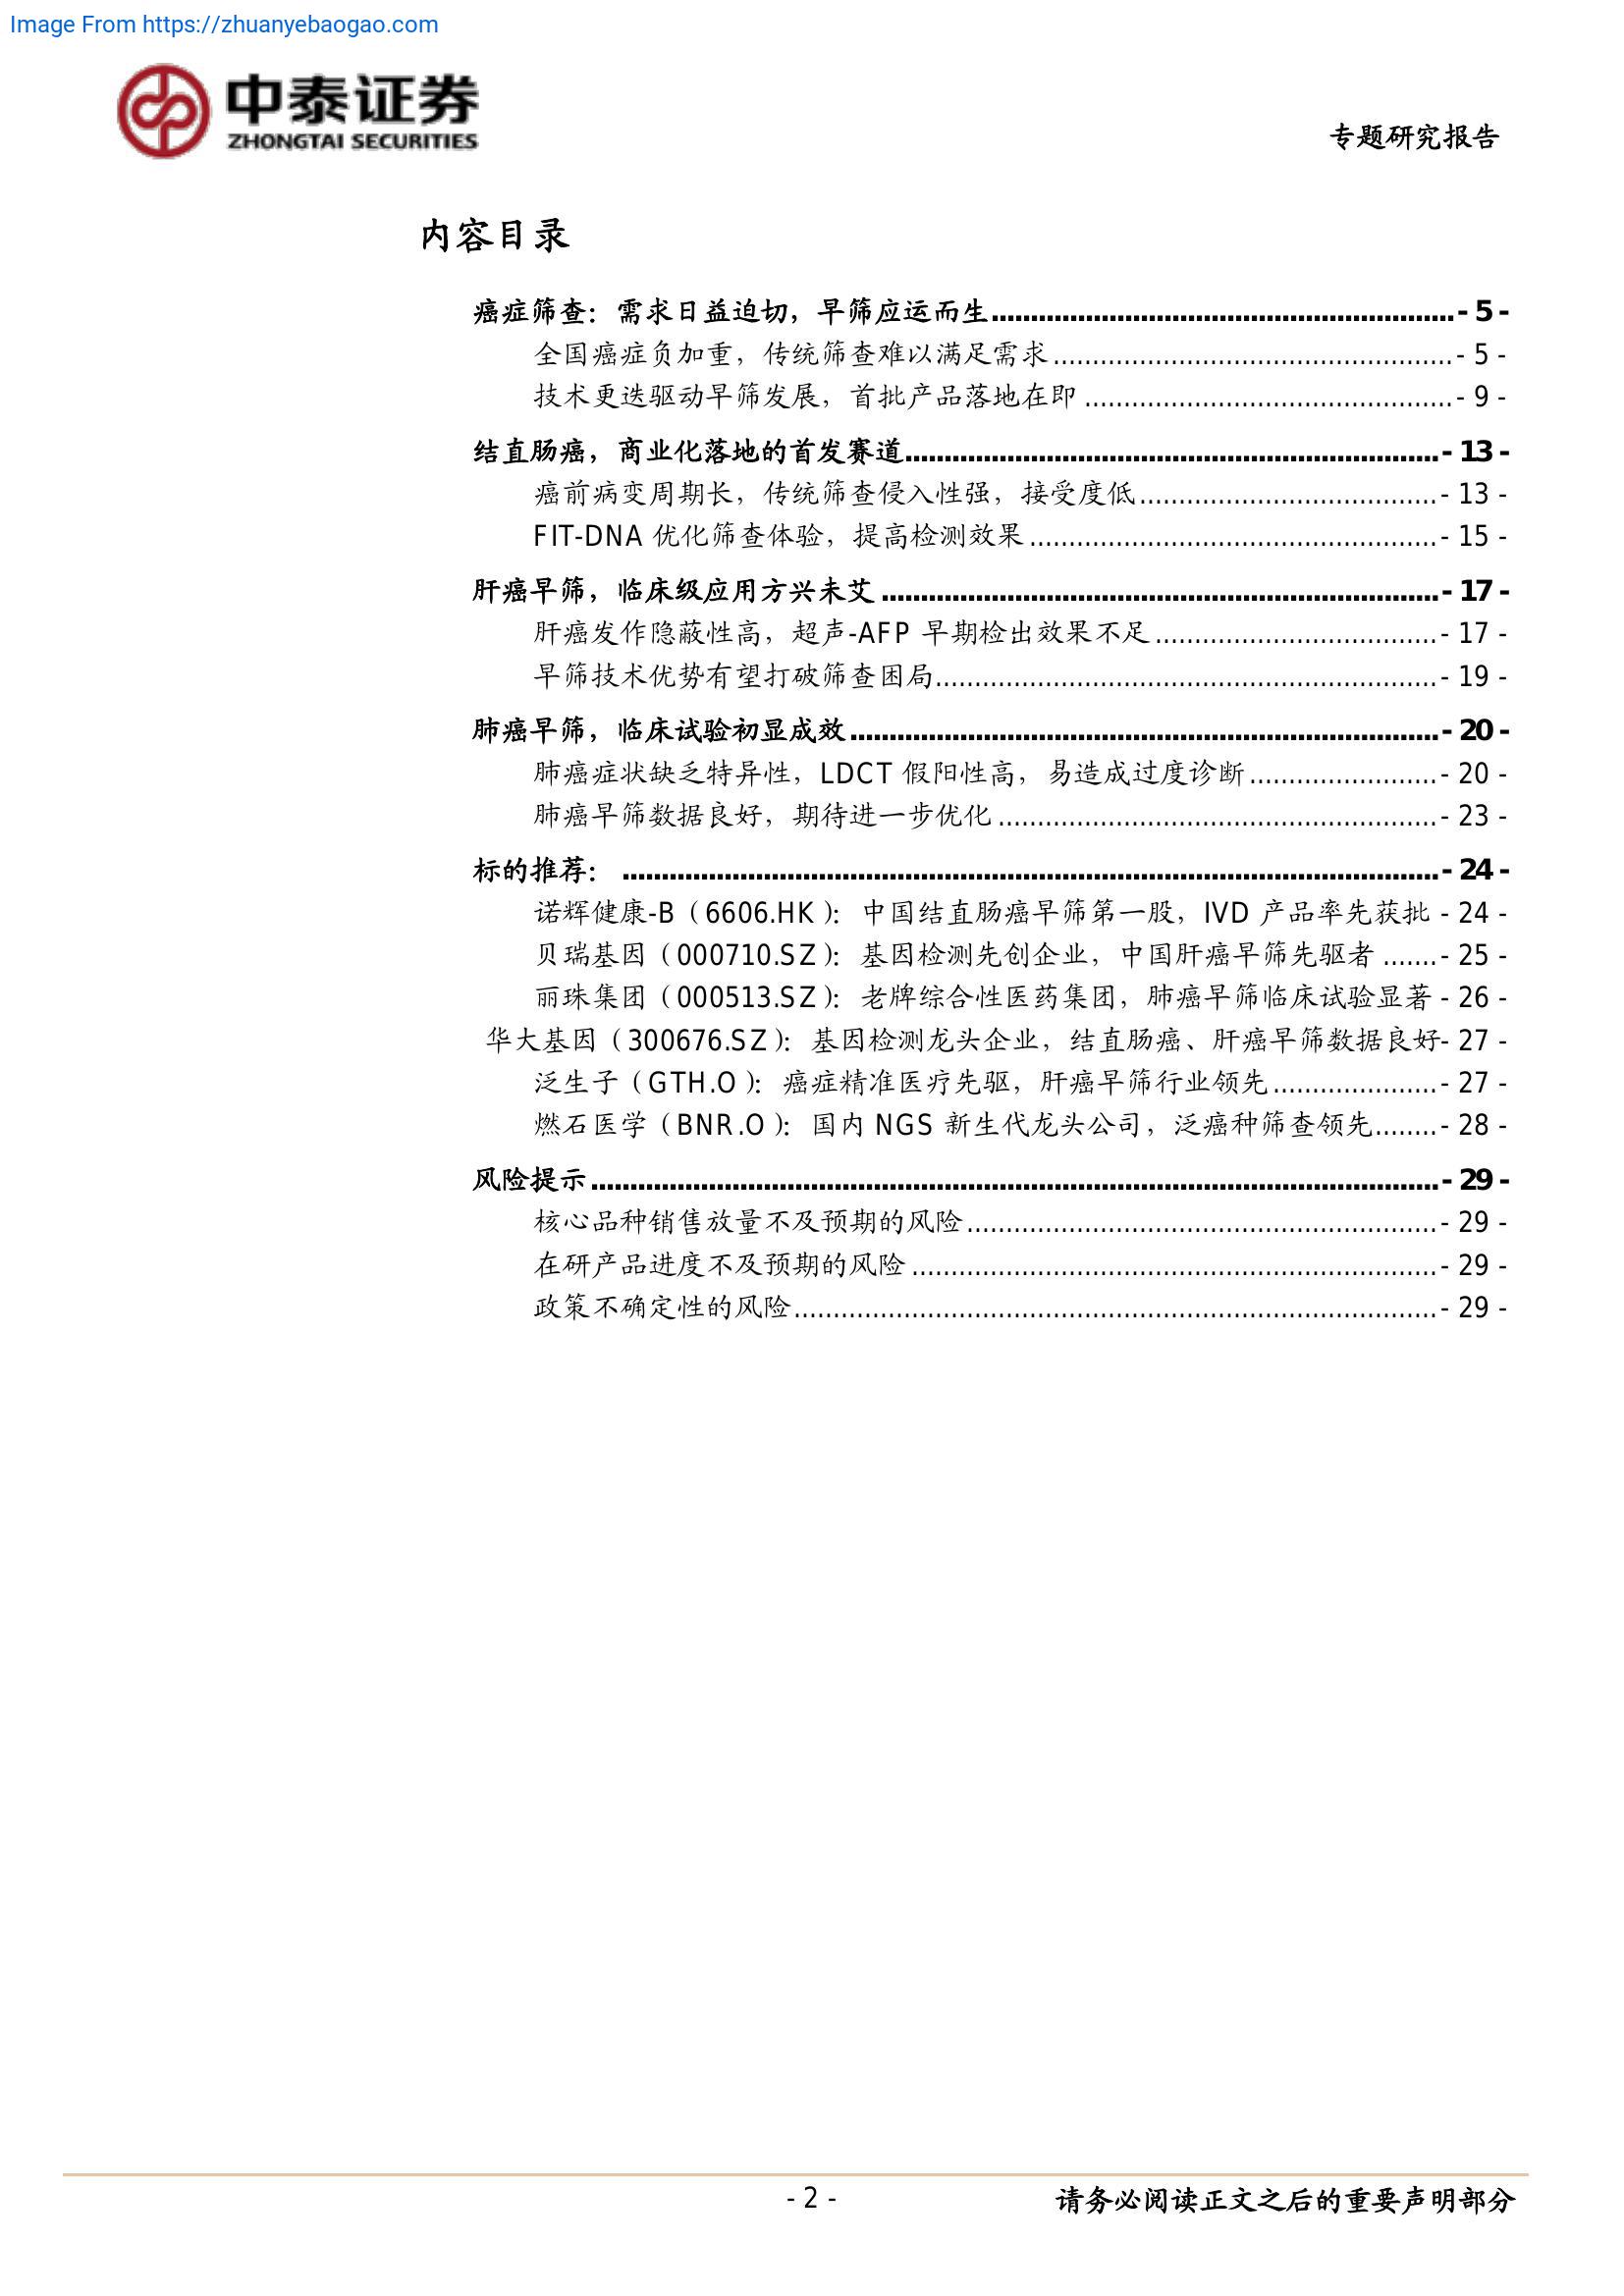 Image From https://zhuanyebaogao.com
中泰证券
ZHONGTAI SECURITIES
专题研究报告
内容目录
癌症筛查：需求日益迫切，早筛应运而生 - 5 -
全国癌症负加重，传统筛查难以满足需求 - 5 -
技术更迭驱动早筛发展，首批产品落地在即 - 9 -
结直肠癌，商业化落地的首发赛道 - 13 -
癌前病变周期长，传统筛查侵入性强，接受度低 - 13 -
FIT-DNA 优化筛查体验，提高检测效果 - 15 -
肝癌早筛，临床级应用方兴未艾 - 17 -
肝癌发作隐蔽性高，超声-AFP 早期检出效果不足 - 17 -
早筛技术优势有望打破筛查困局 - 19 -
肺癌早筛，临床试验初显成效 - 20 -
肺癌症状缺乏特异性，LDCT 假阳性高，易造成过度诊断 - 20 -
肺癌早筛数据良好，期待进一步优化 - 23 -
标的推荐： - 24 -
诺辉健康-B（6606.HK）：中国结直肠癌早筛第一股，IVD 产品率先获批 - 24 -
贝瑞基因（000710.SZ）：基因检测先创企业，中国肝癌早筛先驱者 - 25 -
丽珠集团（000513.SZ）：老牌综合性医药集团，肺癌早筛临床试验显著 - 26 -
华大基因（300676.SZ）：基因检测龙头企业，结直肠癌、肝癌早筛数据良好 - 27 -
泛生子（GTH.O）：癌症精准医疗先驱，肝癌早筛行业领先 - 27 -
燃石医学（BNR.O）：国内 NGS 新生代龙头公司，泛癌种筛查领先 - 28 -
风险提示 - 29 -
核心品种销售放量不及预期的风险 - 29 -
在研产品进度不及预期的风险 - 29 -
政策不确定性的风险 - 29 -
- 2 -
请务必阅读正文之后的重要声明部分